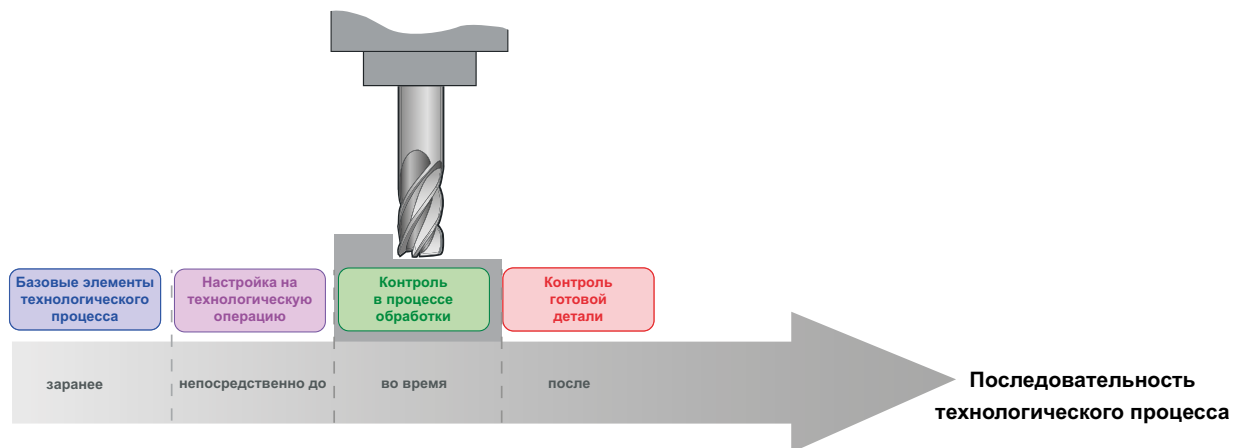 Базовые элементы
технологического
процесса
Настройка на
технологическую
операцию
Контроль
в процессе
обработки
Контроль
готовой
детали
заранее
непосредственно до
во время
после
Последовательность
технологического процесса